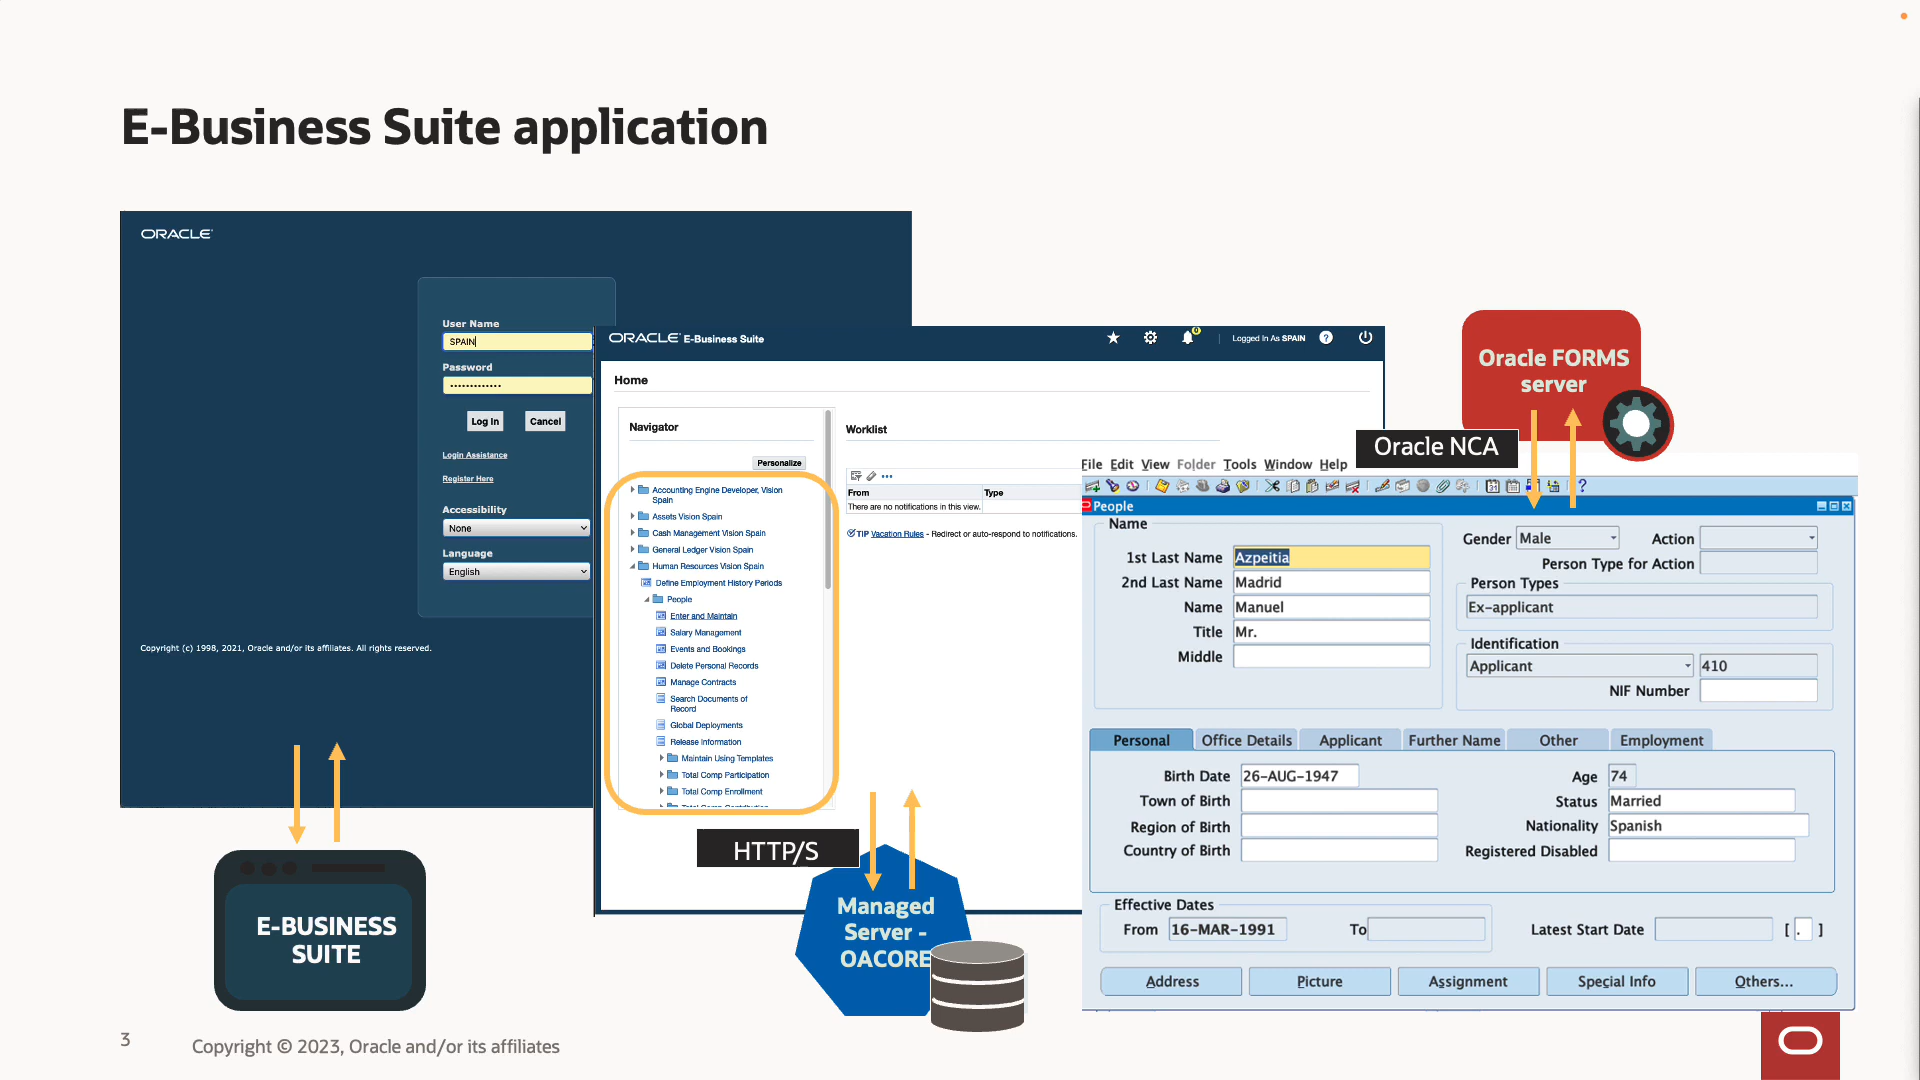 E-Business Suite application
ORACLE
User Name
SPAIN
Password
Log In
Cancel
Login Assistance
Register Here
Accessibility
None
Language
English
Copyright (c) 1998, 2021, Oracle and/or its affiliates. All rights reserved.
E-BUSINESS
SUITE
ORACLE E-Business Suite
Logged In As SPAIN
Home
Navigator
Personalize
Accounting Engine Developer, Vision
Spain
Assets Vision Spain
Cash Management Vision Spain
General Ledger Vision Spain
Human Resources Vision Spain
Define Employment History Periods
People
Enter and Maintain
Salary Management
Events and Bookings
Delete Personal Records
Manage Contracts
Search Documents of
Record
Global Deployments
Release Information
Maintain Using Templates
Total Comp Participation
Total Comp Enrollment
Worklist
From
Type
There are no notifications in this view.
TIP Vacation Rules - Redirect or auto-respond to notifications.
HTTP/S
Managed
Server -
OACORE
Oracle FORMS
server
Oracle NCA
File Edit View Folder Tools Window Help
People
Name
1st Last Name Azpeitia
2nd Last Name Madrid
Name Manuel
Title Mr.
Middle
Gender Male
Action
Person Type for Action
Person Types
Ex-applicant
Identification
Applicant 410
NIF Number
Personal
Office Details
Applicant
Further Name
Other
Employment
Birth Date 26-AUG-1947
Town of Birth
Region of Birth
Country of Birth
Age 74
Status Married
Nationality Spanish
Registered Disabled
Effective Dates
From 16-MAR-1991
To
Latest Start Date
[ . ]
Address
Picture
Assignment
Special Info
Others...
3
Copyright © 2023, Oracle and/or its affiliates